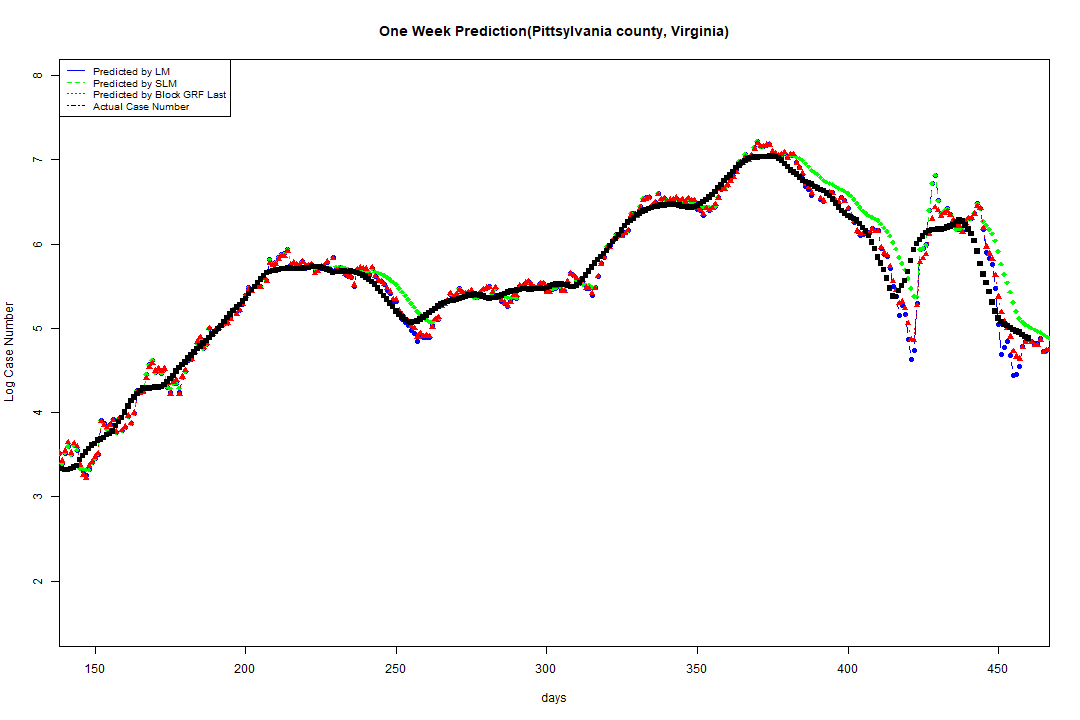 One Week Prediction(Pittsylvania county, Virginia)
Predicted by LM
Predicted by SLM
Predicted by Block GRF Last
Actual Case Number
8
7
6
5
4
3
2
Log Case Number
150 200 250 300 350 400 450
days